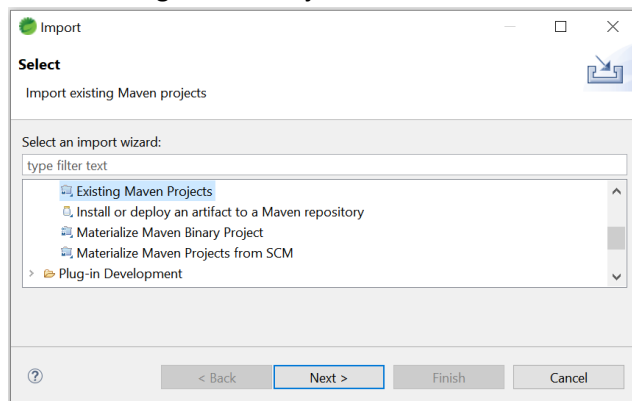 Import
Select
Import existing Maven projects
Select an import wizard:
type filter text
Existing Maven Projects
Install or deploy an artifact to a Maven repository
Materialize Maven Binary Project
Materialize Maven Projects from SCM
> Plug-in Development
? < Back Next > Finish Cancel